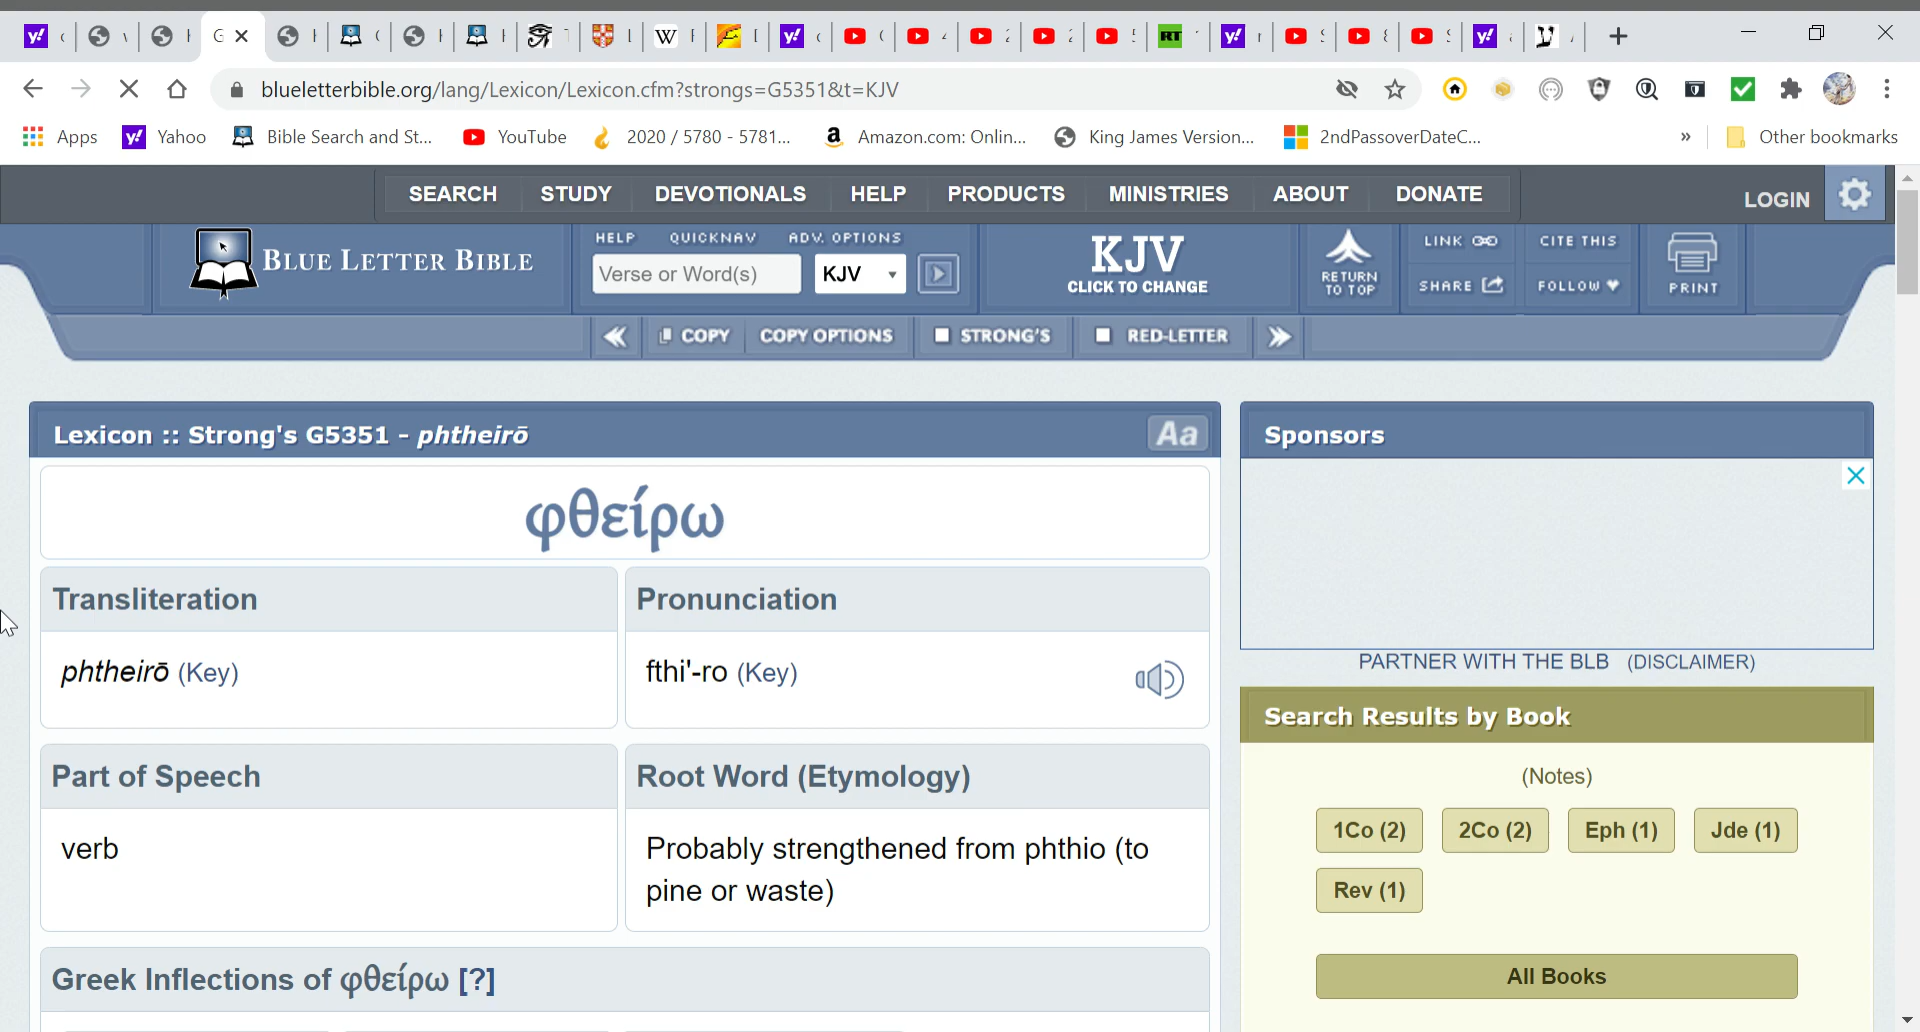 blueletterbible.org/lang/Lexicon/Lexicon.cfm?strongs=G5351&t=KJV
Apps Yahoo Bible Search and St... YouTube 2020 / 5780 - 5781... Amazon.com: Onlin... King James Version... 2ndPassoverDateC... » Other bookmarks
SEARCH STUDY DEVOTIONALS HELP PRODUCTS MINISTRIES ABOUT DONATE LOGIN
HELP QUICKNAV ADV. OPTIONS
BLUE LETTER BIBLE
Verse or Word(s) KJV
KJV
CLICK TO CHANGE
RETURN
TO TOP
LINK CITE THIS
SHARE FOLLOW
PRINT
COPY COPY OPTIONS STRONG'S RED-LETTER
Lexicon :: Strong's G5351 - phtheirō Aa
φθείρω
Transliteration
phtheirō (Key)
Pronunciation
fthi'-ro (Key)
Part of Speech
verb
Root Word (Etymology)
Probably strengthened from phthio (to
pine or waste)
Greek Inflections of φθείρω [?]
Sponsors
PARTNER WITH THE BLB (DISCLAIMER)
Search Results by Book
(Notes)
1Co (2) 2Co (2) Eph (1) Jde (1)
Rev (1)
All Books